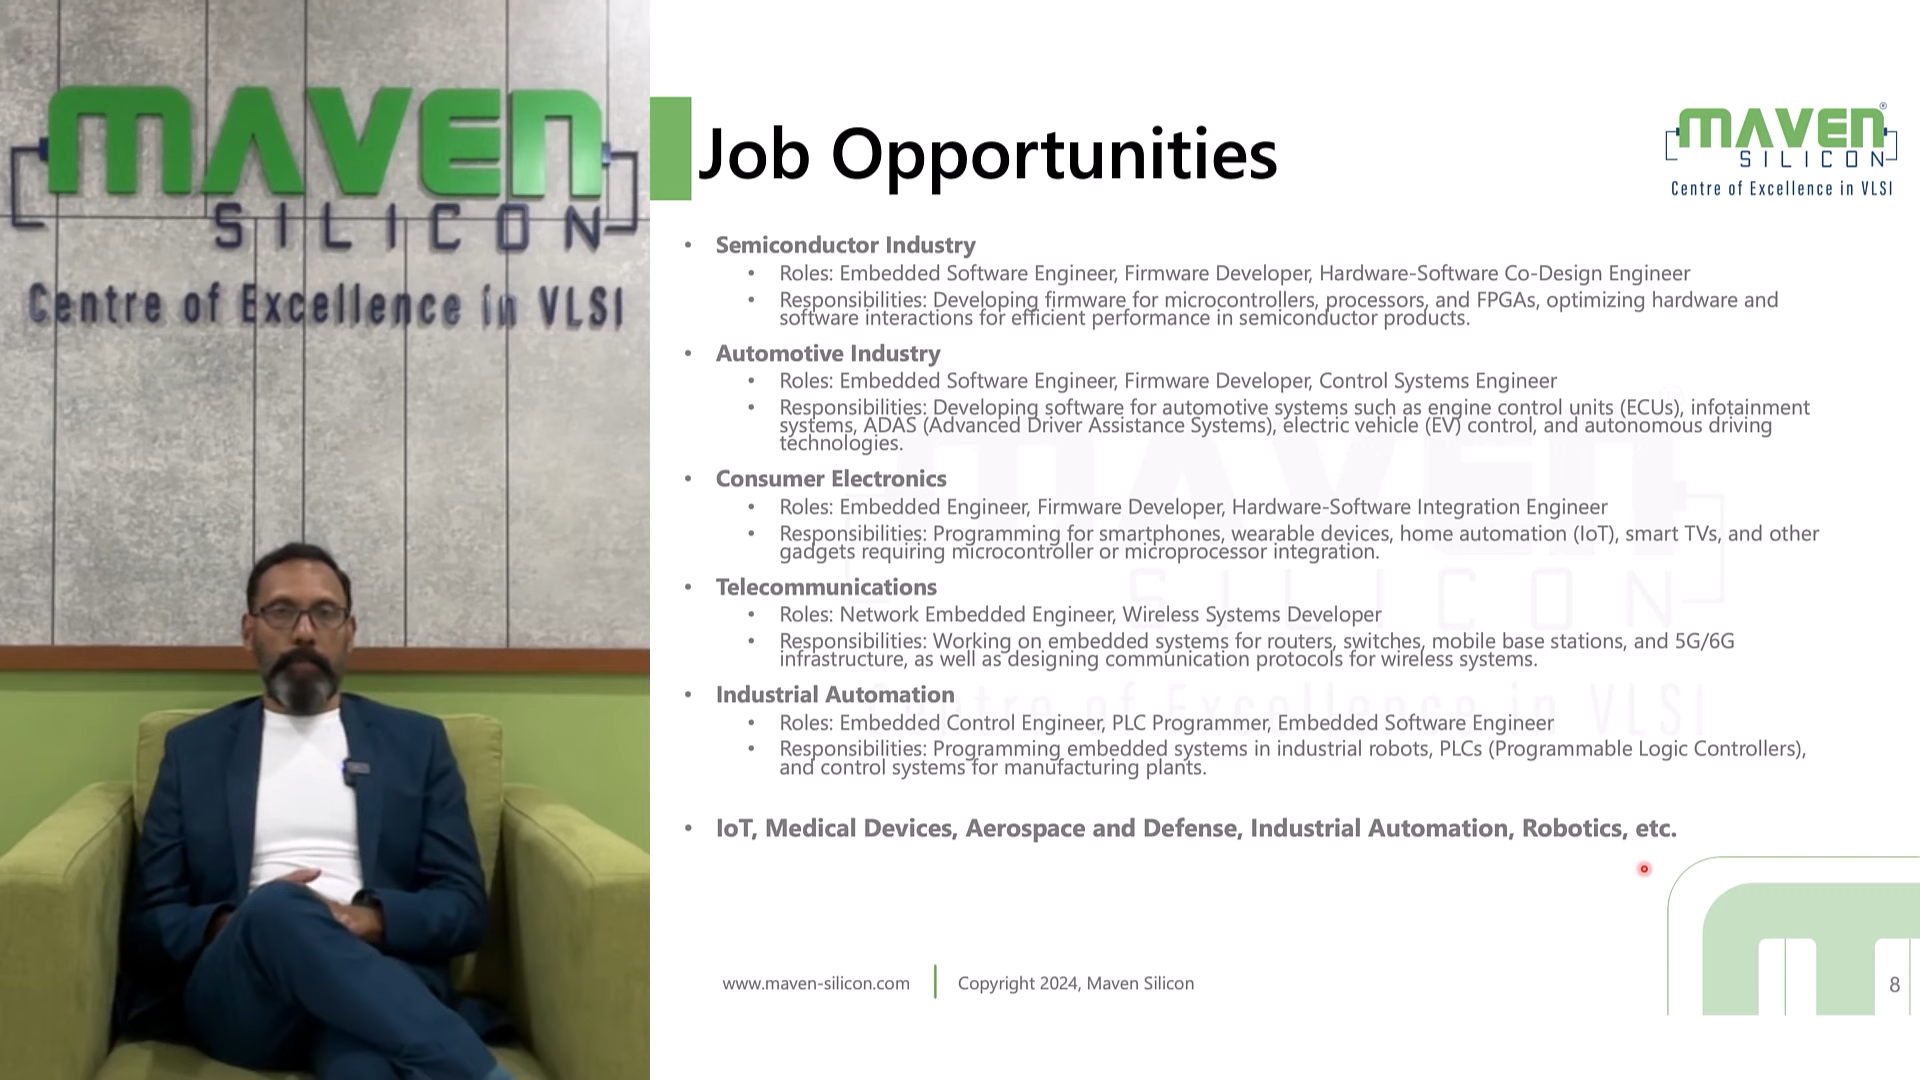 MAVEN
SILICON
Centre of Excellence in VLSI
Job Opportunities
MAVEN®
SILICON
Centre of Excellence in VLSI
• Semiconductor Industry
• Roles: Embedded Software Engineer, Firmware Developer, Hardware-Software Co-Design Engineer
• Responsibilities: Developing firmware for microcontrollers, processors, and FPGAs, optimizing hardware and
software interactions for efficient performance in semiconductor products.
• Automotive Industry
• Roles: Embedded Software Engineer, Firmware Developer, Control Systems Engineer
• Responsibilities: Developing software for automotive systems such as engine control units (ECUs), infotainment
systems, ADAS (Advanced Driver Assistance Systems), electric vehicle (EV) control, and autonomous driving
technologies.
• Consumer Electronics
• Roles: Embedded Engineer, Firmware Developer, Hardware-Software Integration Engineer
• Responsibilities: Programming for smartphones, wearable devices, home automation (IoT), smart TVs, and other
gadgets requiring microcontroller or microprocessor integration.
• Telecommunications
• Roles: Network Embedded Engineer, Wireless Systems Developer
• Responsibilities: Working on embedded systems for routers, switches, mobile base stations, and 5G/6G
infrastructure, as well as designing communication protocols for wireless systems.
• Industrial Automation
• Roles: Embedded Control Engineer, PLC Programmer, Embedded Software Engineer
• Responsibilities: Programming embedded systems in industrial robots, PLCs (Programmable Logic Controllers),
and control systems for manufacturing plants.
• IoT, Medical Devices, Aerospace and Defense, Industrial Automation, Robotics, etc.
MAVEN
SILICON
Centre of Excellence in VLSI
www.maven-silicon.com
Copyright 2024, Maven Silicon
8